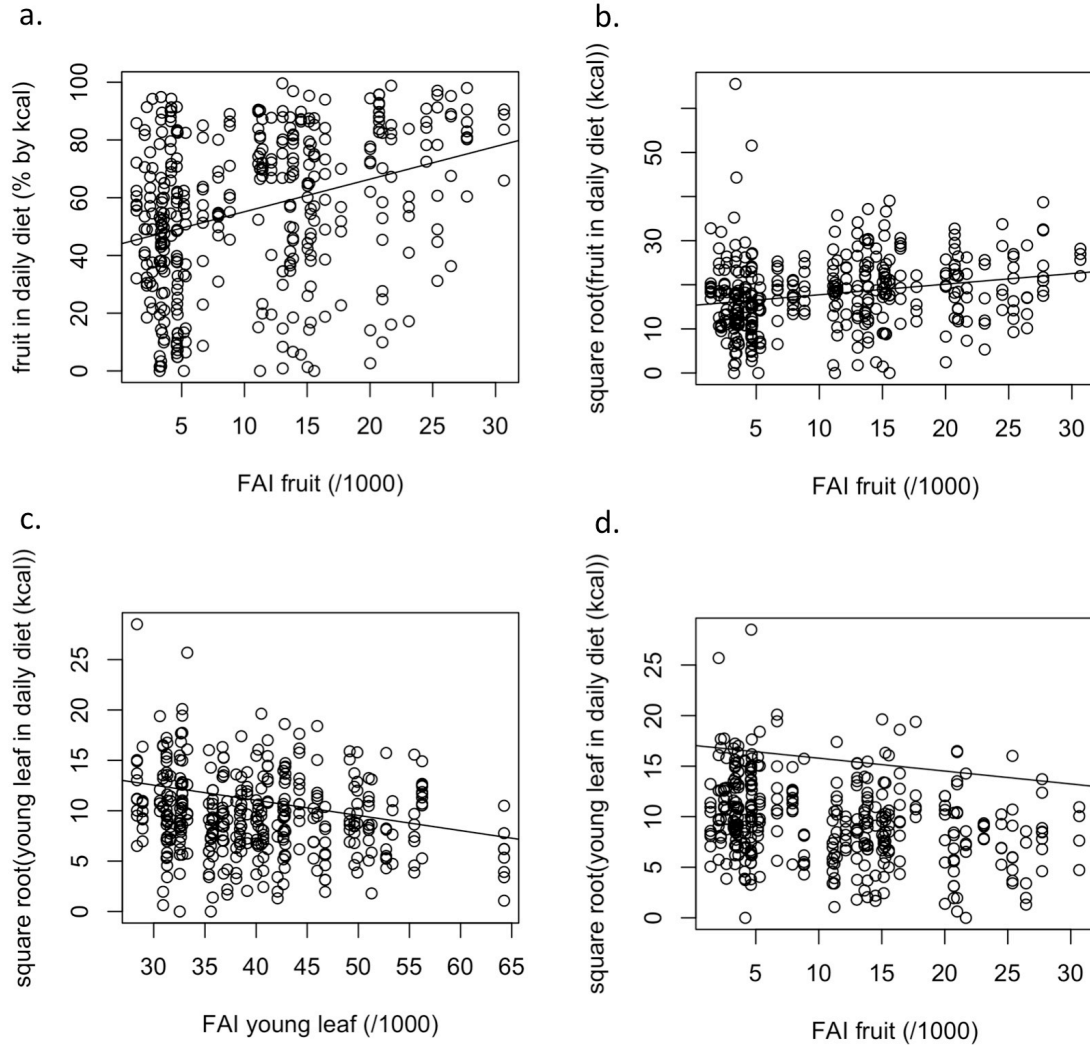 a.
fruit in daily diet (% by kcal)
100
80
60
40
20
0
5 10 15 20 25 30
FAI fruit (/1000)
b.
square root(fruit in daily diet (kcal))
50
30
10
0
5 10 15 20 25 30
FAI fruit (/1000)
c.
square root(young leaf in daily diet (kcal))
25
20
15
10
5
0
30 35 40 45 50 55 60 65
FAI young leaf (/1000)
d.
square root(young leaf in daily diet (kcal))
25
20
15
10
5
0
5 10 15 20 25 30
FAI fruit (/1000)